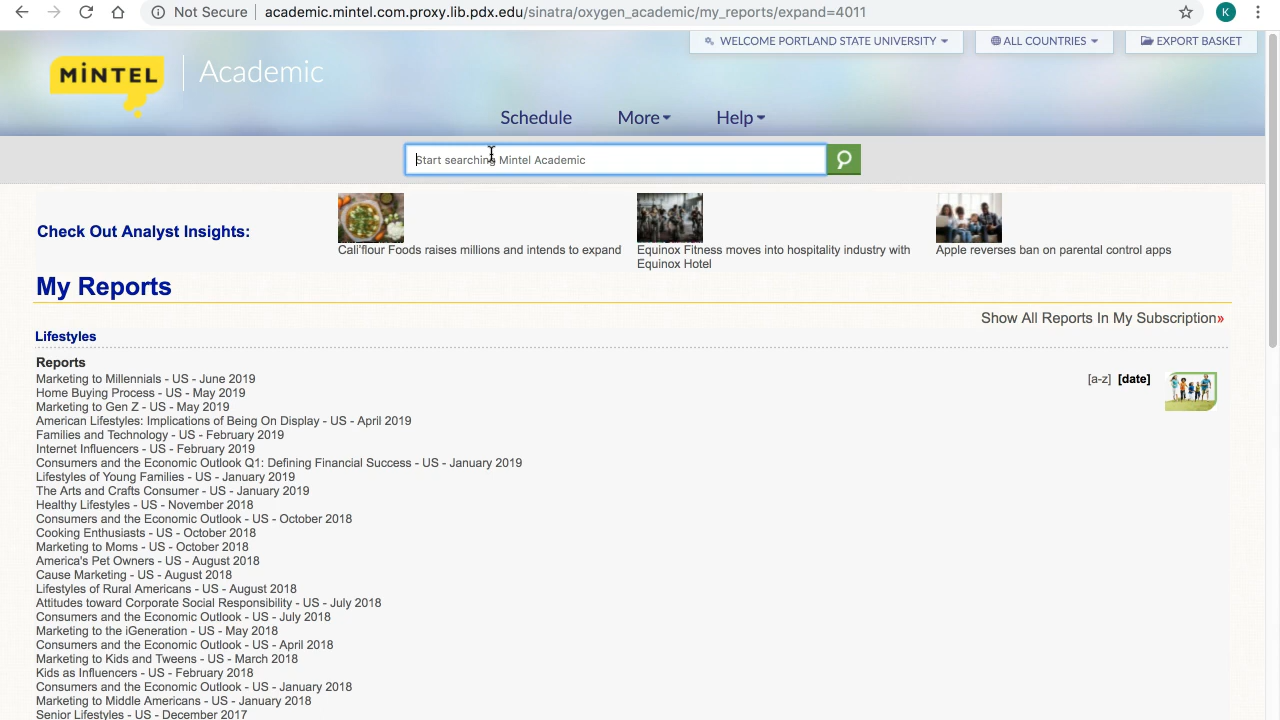 Not Secure academic.mintel.com.proxy.lib.pdx.edu/sinatra/oxygen_academic/my_reports/expand=4011
K
WELCOME PORTLAND STATE UNIVERSITY
ALL COUNTRIES
EXPORT BASKET
MINTEL
Academic
Schedule
More
Help
Start searching Mintel Academic
Check Out Analyst Insights:
Cali'flour Foods raises millions and intends to expand
Equinox Fitness moves into hospitality industry with
Equinox Hotel
Apple reverses ban on parental control apps
My Reports
Show All Reports In My Subscription»
Lifestyles
Reports
[a-z] [date]
Marketing to Millennials - US - June 2019
Home Buying Process - US - May 2019
Marketing to Gen Z - US - May 2019
American Lifestyles: Implications of Being On Display - US - April 2019
Families and Technology - US - February 2019
Internet Influencers - US - February 2019
Consumers and the Economic Outlook Q1: Defining Financial Success - US - January 2019
Lifestyles of Young Families - US - January 2019
The Arts and Crafts Consumer - US - January 2019
Healthy Lifestyles - US - November 2018
Consumers and the Economic Outlook - US - October 2018
Cooking Enthusiasts - US - October 2018
Marketing to Moms - US - October 2018
America's Pet Owners - US - August 2018
Cause Marketing - US - August 2018
Lifestyles of Rural Americans - US - August 2018
Attitudes toward Corporate Social Responsibility - US - July 2018
Consumers and the Economic Outlook - US - July 2018
Marketing to the iGeneration - US - May 2018
Consumers and the Economic Outlook - US - April 2018
Marketing to Kids and Tweens - US - March 2018
Kids as Influencers - US - February 2018
Consumers and the Economic Outlook - US - January 2018
Marketing to Middle Americans - US - January 2018
Senior Lifestyles - US - December 2017